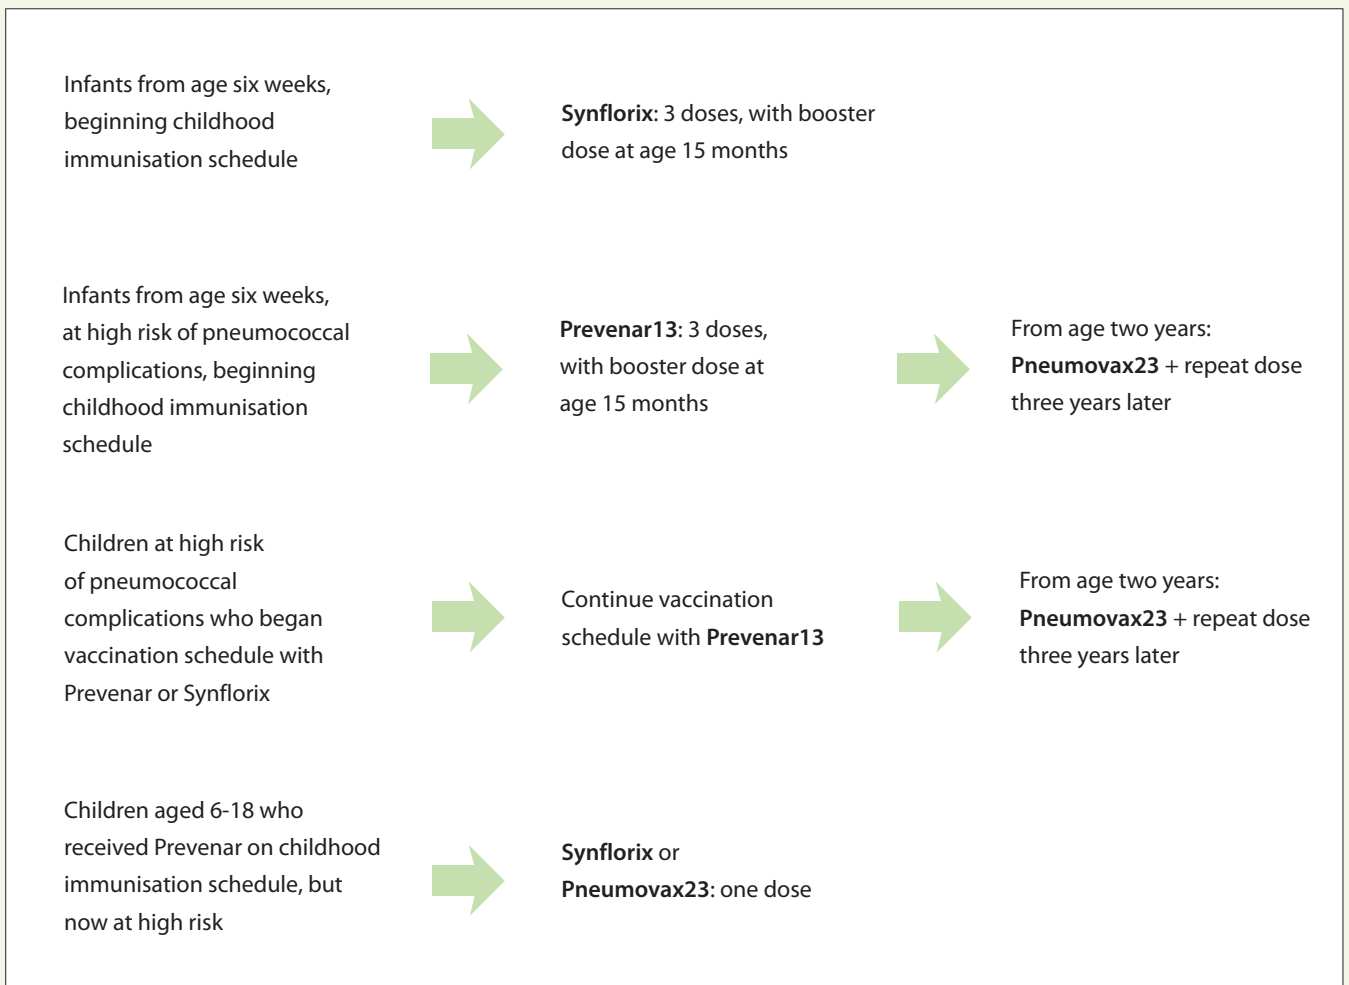 Infants from age six weeks,
beginning childhood
immunisation schedule
Synflorix: 3 doses, with booster
dose at age 15 months
Infants from age six weeks,
at high risk of pneumococcal
complications, beginning
childhood immunisation
schedule
Prevenar13: 3 doses,
with booster dose at
age 15 months
From age two years:
Pneumovax23 + repeat dose
three years later
Children at high risk
of pneumococcal
complications who began
vaccination schedule with
Prevenar or Synflorix
Continue vaccination
schedule with Prevenar13
From age two years:
Pneumovax23 + repeat dose
three years later
Children aged 6-18 who
received Prevenar on childhood
immunisation schedule, but
now at high risk
Synflorix or
Pneumovax23: one dose